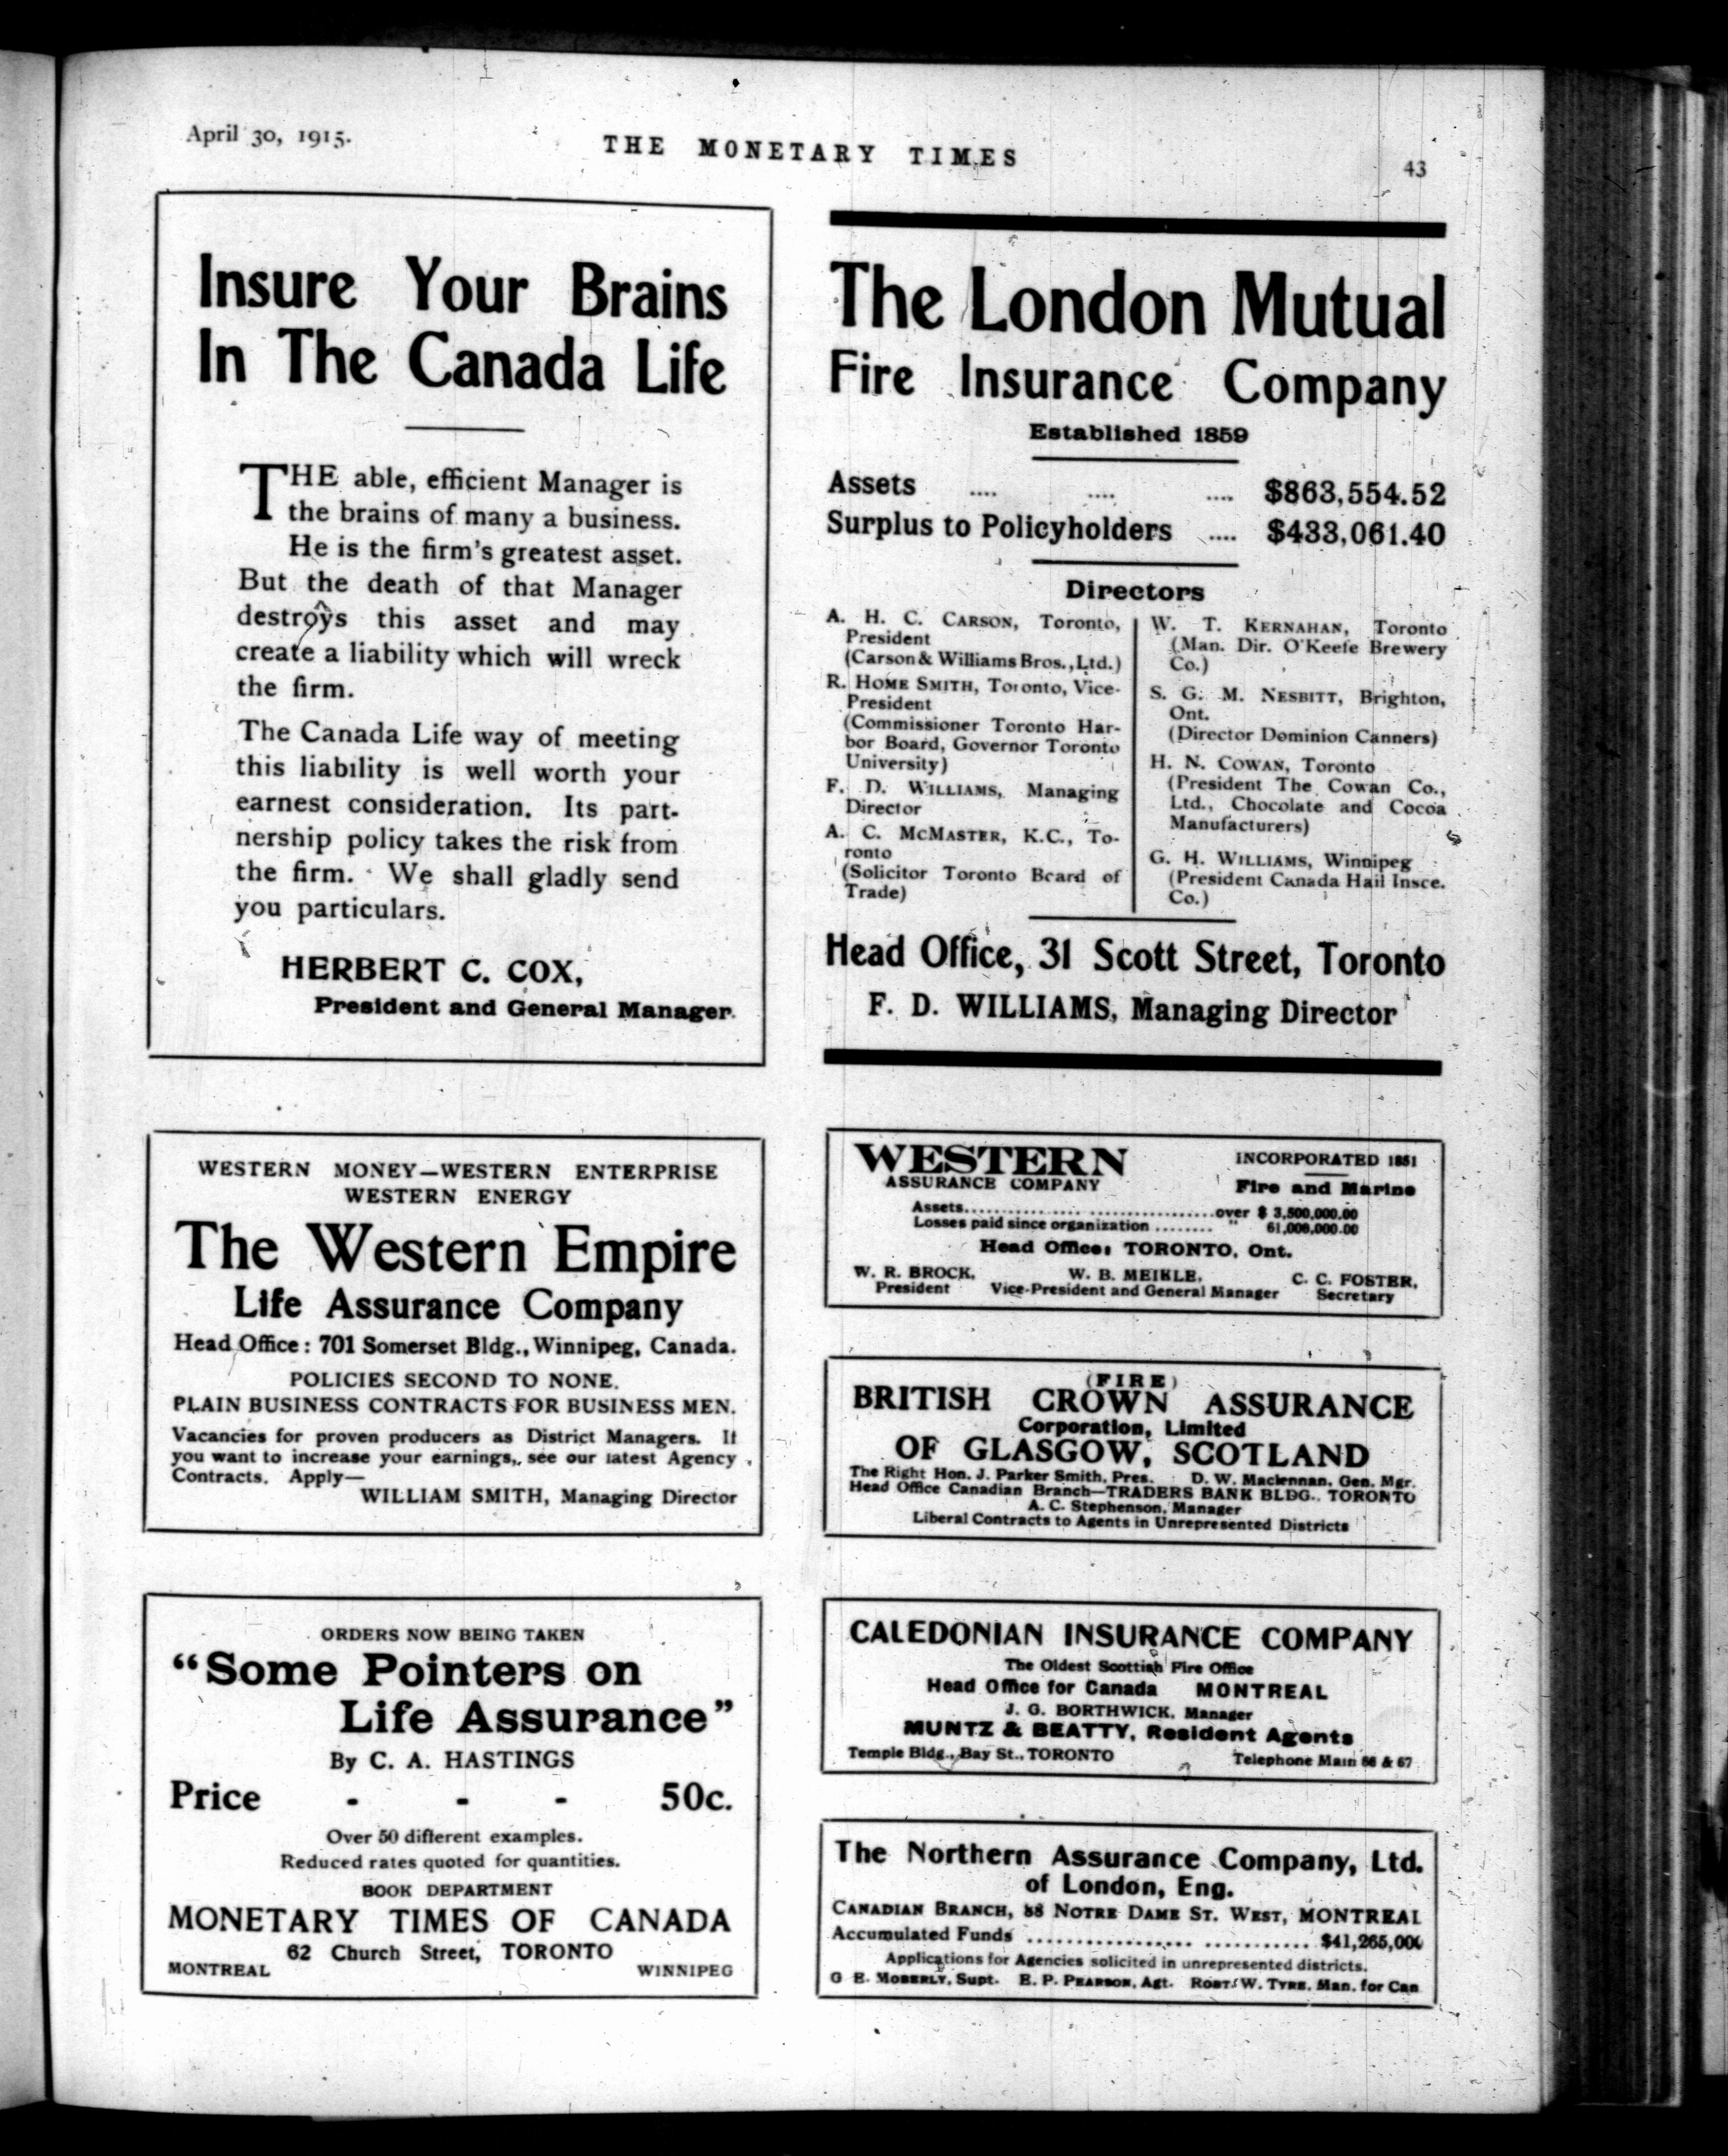 April 30, 1915.
THE MONETARY TIMES
43
Insure Your Brains
In The Canada Life
THE able, efficient Manager is
the brains of many a business.
He is the firm's greatest asset.
But the death of that Manager
destroys this asset and may
create a liability which will wreck
the firm.
The Canada Life way of meeting
this liability is well worth your
earnest consideration. Its part-
nership policy takes the risk from
the firm. We shall gladly send
you particulars.
HERBERT C. COX,
President and General Manager.
WESTERN MONEY—WESTERN ENTERPRISE
WESTERN ENERGY
The Western Empire
Life Assurance Company
Head Office: 701 Somerset Bldg., Winnipeg, Canada.
POLICIES SECOND TO NONE.
PLAIN BUSINESS CONTRACTS FOR BUSINESS MEN.
Vacancies for proven producers as District Managers. If
you want to increase your earnings, see our latest Agency
Contracts. Apply—
WILLIAM SMITH, Managing Director
ORDERS NOW BEING TAKEN
"Some Pointers on
Life Assurance"
By C. A. HASTINGS
Price - - - 50c.
Over 50 different examples.
Reduced rates quoted for quantities.
BOOK DEPARTMENT
MONETARY TIMES OF CANADA
62 Church Street, TORONTO
MONTREAL WINNIPEG
The London Mutual
Fire Insurance Company
Established 1859
Assets .... .... .... $863,554.52
Surplus to Policyholders .... $433,061.40
Directors
A. H. C. CARSON, Toronto,
President
(Carson & Williams Bros., Ltd.)
R. HOME SMITH, Toronto, Vice-
President
(Commissioner Toronto Har-
bor Board, Governor Toronto
University)
F. D. WILLIAMS, Managing
Director
A. C. MCMASTER, K.C., To-
ronto
(Solicitor Toronto Board of
Trade)
W. T. KERNAHAN, Toronto
(Man. Dir. O'Keefe Brewery
Co.)
S. G. M. NESBITT, Brighton,
Ont.
(Director Dominion Canners)
H. N. COWAN, Toronto
(President The Cowan Co.,
Ltd., Chocolate and Cocoa
Manufacturers)
G. H. WILLIAMS, Winnipeg
(President Canada Hail Insce.
Co.)
Head Office, 31 Scott Street, Toronto
F. D. WILLIAMS, Managing Director
WESTERN
ASSURANCE COMPANY
INCORPORATED 1851
Fire and Marine
Assets.................................over $ 3,500,000.00
Losses paid since organization ........ " 61,000,000.00
Head Office: TORONTO, Ont.
W. R. BROCK, W. B. MEIKLE, C. C. FOSTER,
President Vice-President and General Manager Secretary
(FIRE)
BRITISH CROWN ASSURANCE
Corporation, Limited
OF GLASGOW, SCOTLAND
The Right Hon. J. Parker Smith, Pres. D. W. Maclennan, Gen. Mgr.
Head Office Canadian Branch—TRADERS BANK BLDG., TORONTO
A. C. Stephenson, Manager
Liberal Contracts to Agents in Unrepresented Districts
CALEDONIAN INSURANCE COMPANY
The Oldest Scottish Fire Office
Head Office for Canada MONTREAL
J. G. BORTHWICK, Manager
MUNTZ & BEATTY, Resident Agents
Temple Bldg., Bay St., TORONTO Telephone Main 66 & 67
The Northern Assurance Company, Ltd.
of London, Eng.
CANADIAN BRANCH, 88 NOTRE DAME ST. WEST, MONTREAL
Accumulated Funds ............................ $41,265,000
Applications for Agencies solicited in unrepresented districts.
G E. MOBERLY, Supt. E. P. PEARSON, Agt. ROBT. W. TYRE, Man. for Can